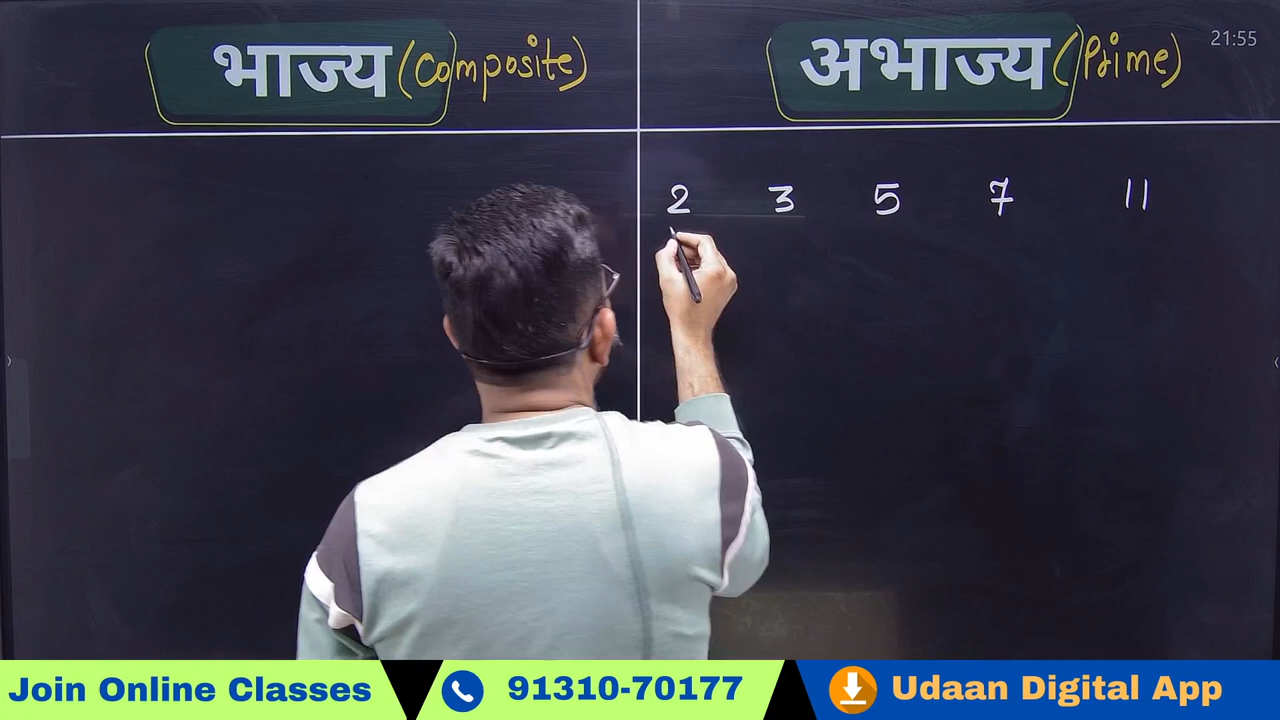 भाज्य (Composite)
अभाज्य (Prime)
21:55
2 3 5 7 11
Join Online Classes
91310-70177
Udaan Digital App